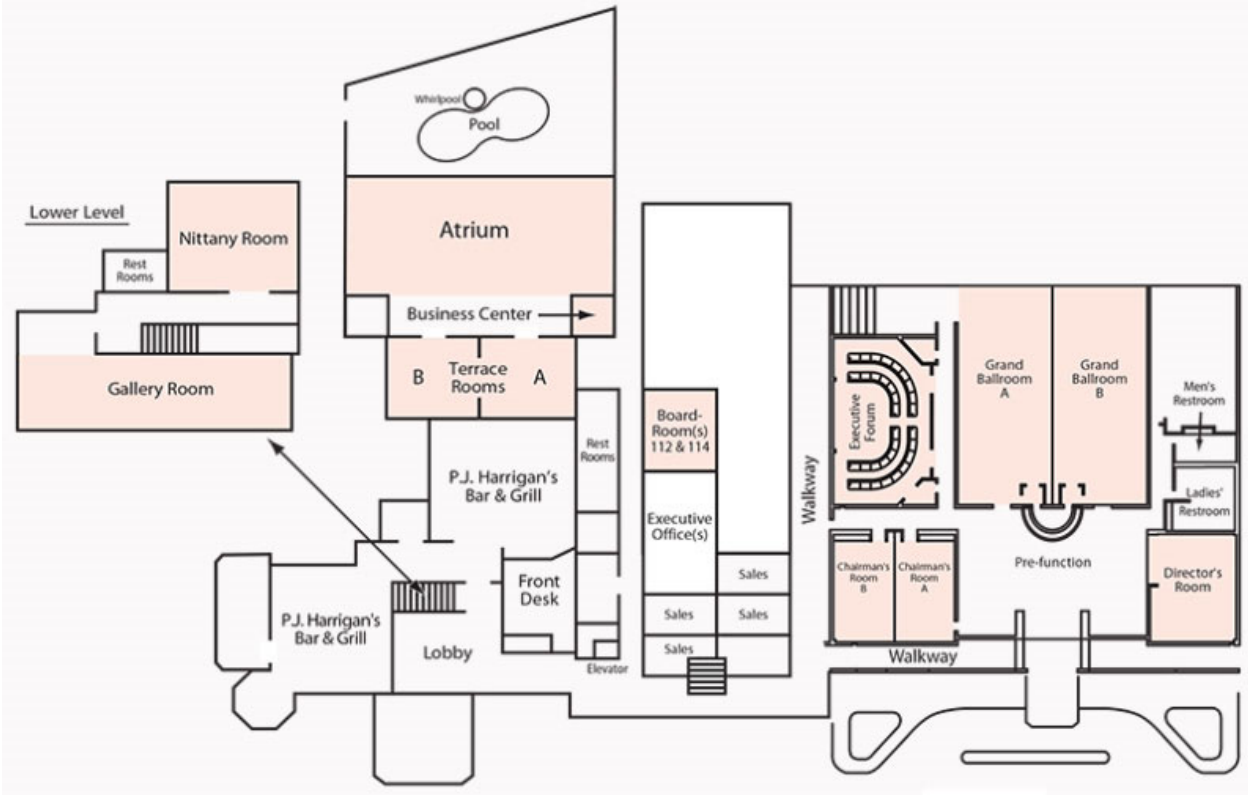 Whirlpool
Pool
Lower Level
Nittany Room
Rest
Rooms
Gallery Room
Atrium
Business Center
B
Terrace
Rooms
A
P.J. Harrigan's
Bar & Grill
Rest
Rooms
Front
Desk
P.J. Harrigan's
Bar & Grill
Lobby
Elevator
Board-
Room(s)
112 & 114
Executive
Office(s)
Sales
Sales
Sales
Sales
Walkway
Executive
Forum
Grand
Ballroom
A
Grand
Ballroom
B
Men's
Restroom
Ladies'
Restroom
Chairman's
Room
B
Chairman's
Room
A
Pre-function
Director's
Room
Walkway